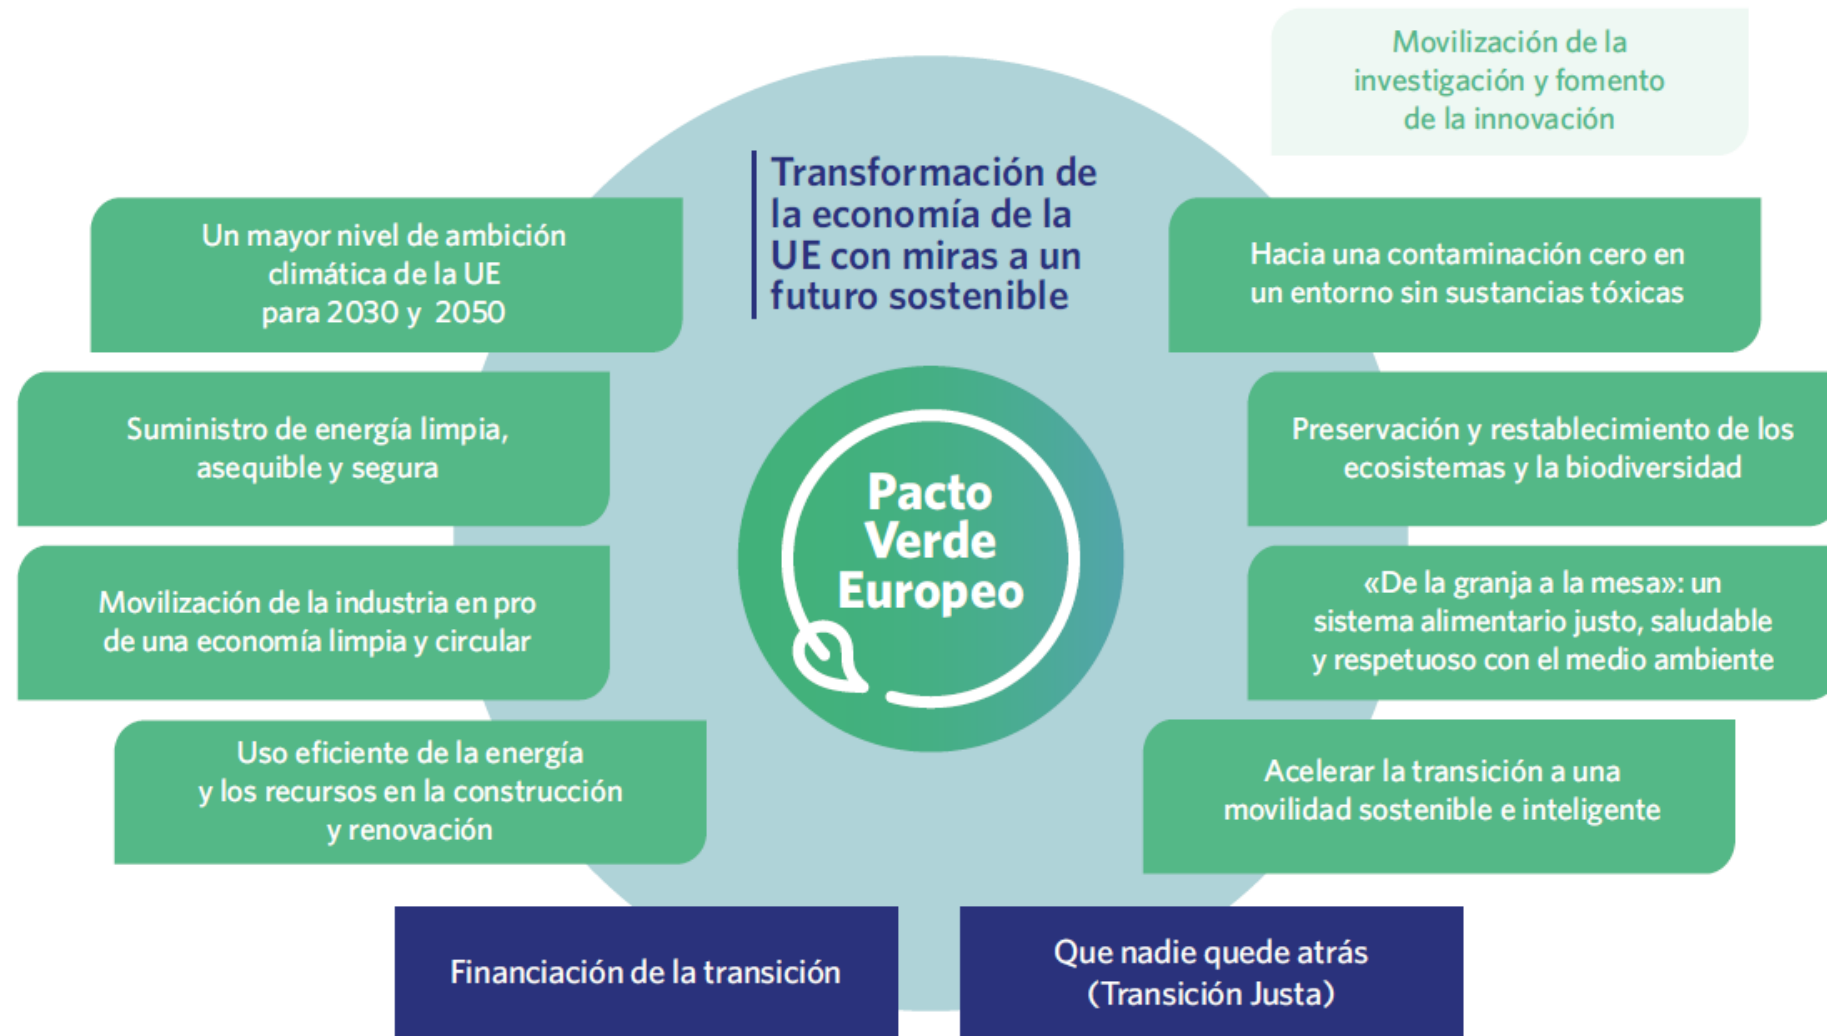 Movilización de la
investigación y fomento
de la innovación
Transformación de
la economía de la
UE con miras a un
futuro sostenible
Un mayor nivel de ambición
climática de la UE
para 2030 y 2050
Hacia una contaminación cero en
un entorno sin sustancias tóxicas
Suministro de energía limpia,
asequible y segura
Preservación y restablecimiento de los
ecosistemas y la biodiversidad
Pacto
Verde
Europeo
Movilización de la industria en pro
de una economía limpia y circular
«De la granja a la mesa»: un
sistema alimentario justo, saludable
y respetuoso con el medio ambiente
Uso eficiente de la energía
y los recursos en la construcción
y renovación
Acelerar la transición a una
movilidad sostenible e inteligente
Financiación de la transición
Que nadie quede atrás
(Transición Justa)